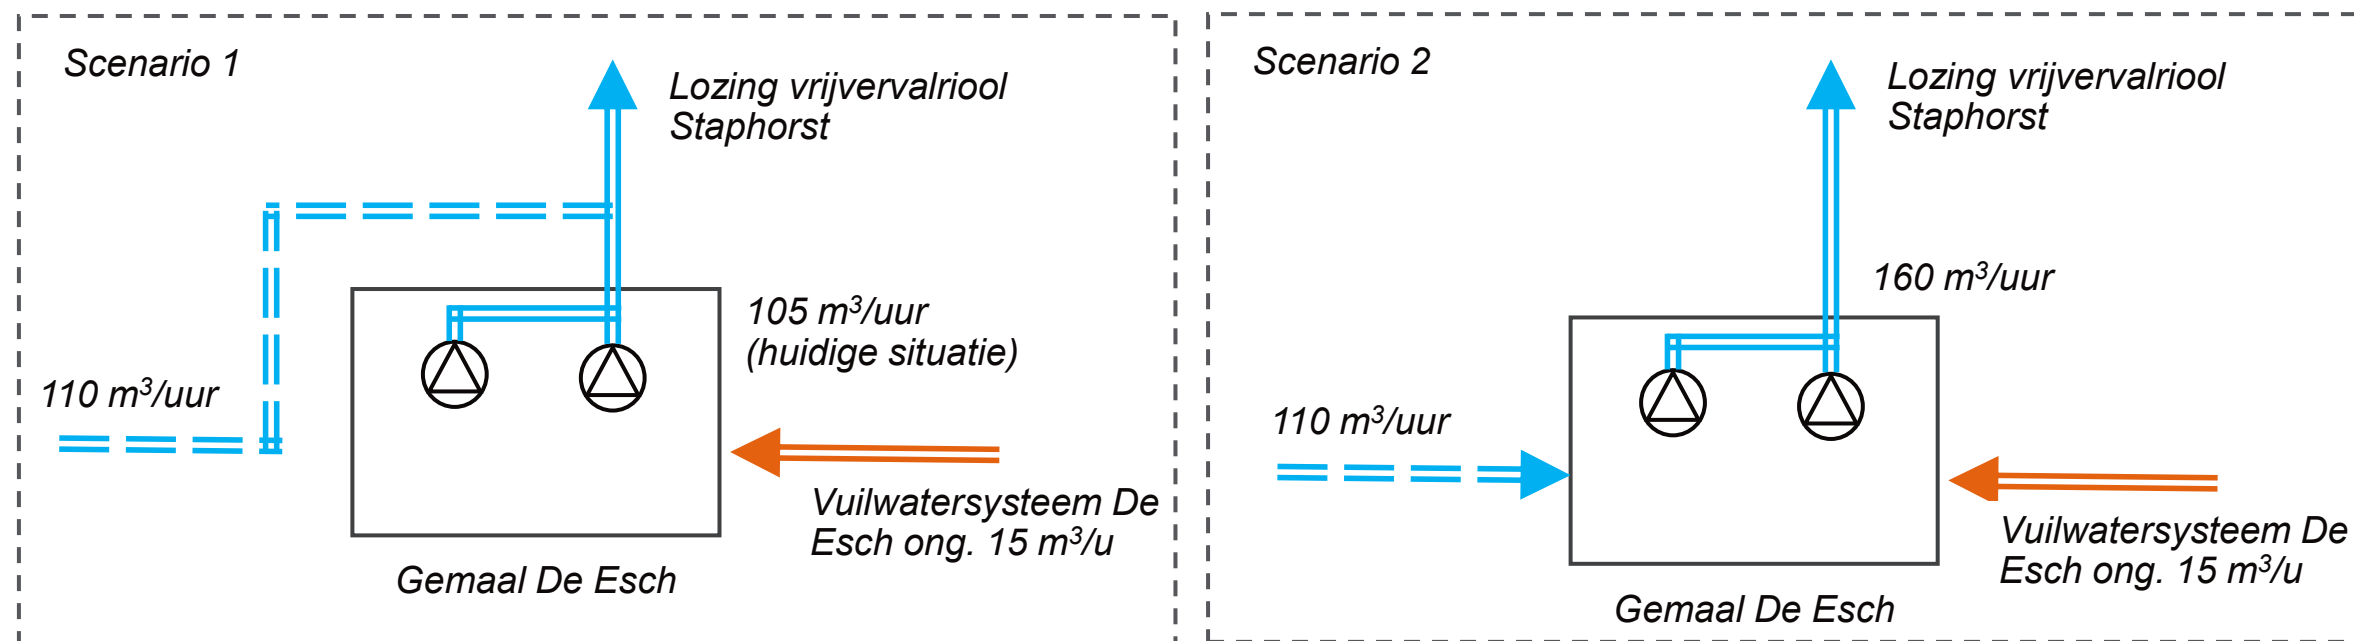 Scenario 1
Lozing vrijvervalriool
Staphorst
105 m³/uur
(huidige situatie)
110 m³/uur
Vuilwatersysteem De
Esch ong. 15 m³/u
Gemaal De Esch
Scenario 2
Lozing vrijvervalriool
Staphorst
160 m³/uur
110 m³/uur
Vuilwatersysteem De
Esch ong. 15 m³/u
Gemaal De Esch